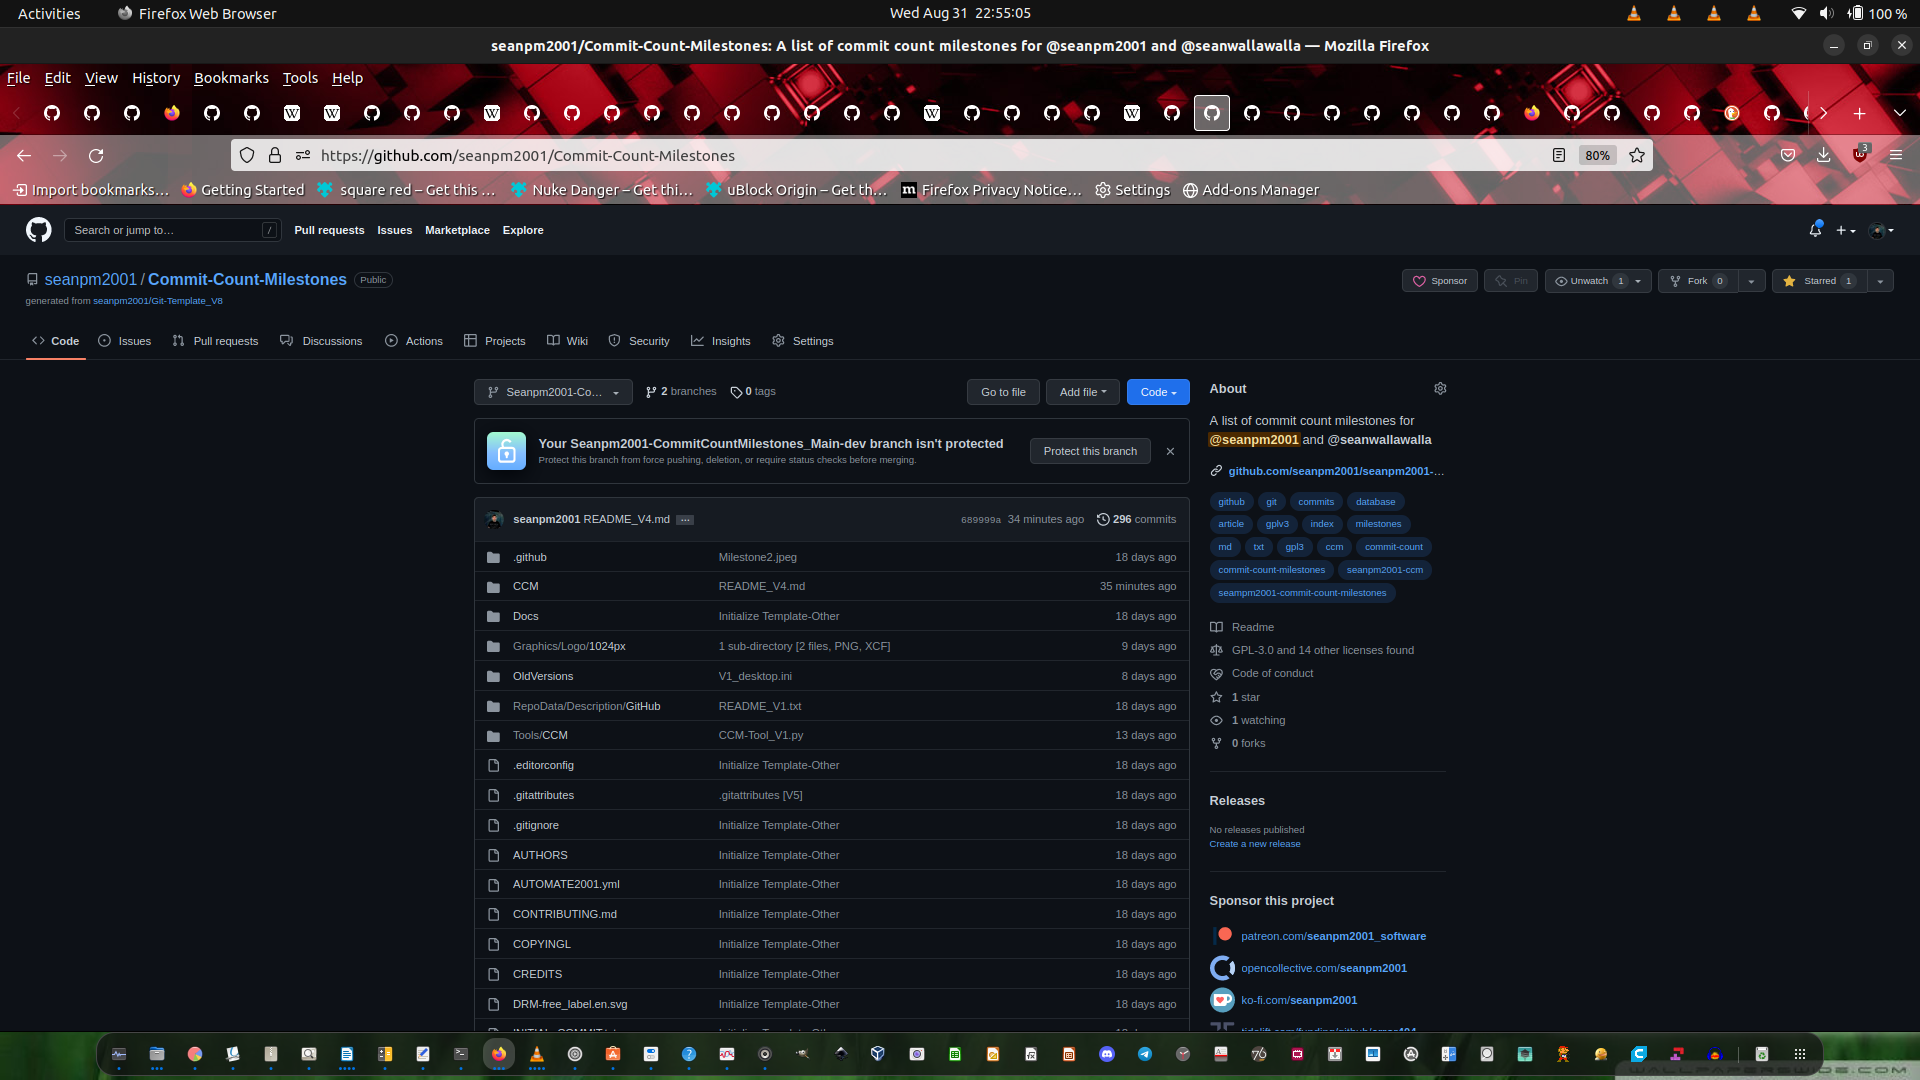 Activities Firefox Web Browser Wed Aug 31 22:55:05 100 %
seanpm2001/Commit-Count-Milestones: A list of commit count milestones for @seanpm2001 and @seanwallawalla — Mozilla Firefox
File Edit View History Bookmarks Tools Help
https://github.com/seanpm2001/Commit-Count-Milestones 80% 3
Import bookmarks… Getting Started square red – Get this … Nuke Danger – Get thi… uBlock Origin – Get th… Firefox Privacy Notice… Settings Add-ons Manager
Search or jump to… / Pull requests Issues Marketplace Explore
seanpm2001 / Commit-Count-Milestones Public Sponsor Pin Unwatch 1 Fork 0 Starred 1
generated from seanpm2001/Git-Template_V8
Code Issues Pull requests Discussions Actions Projects Wiki Security Insights Settings
Seanpm2001-Co… 2 branches 0 tags Go to file Add file Code
Your Seanpm2001-CommitCountMilestones_Main-dev branch isn't protected
Protect this branch from force pushing, deletion, or require status checks before merging.
Protect this branch
seanpm2001 README_V4.md … 689999a 34 minutes ago 296 commits
.github Milestone2.jpeg 18 days ago
CCM README_V4.md 35 minutes ago
Docs Initialize Template-Other 18 days ago
Graphics/Logo/1024px 1 sub-directory [2 files, PNG, XCF] 9 days ago
OldVersions V1_desktop.ini 8 days ago
RepoData/Description/GitHub README_V1.txt 18 days ago
Tools/CCM CCM-Tool_V1.py 13 days ago
.editorconfig Initialize Template-Other 18 days ago
.gitattributes .gitattributes [V5] 18 days ago
.gitignore Initialize Template-Other 18 days ago
AUTHORS Initialize Template-Other 18 days ago
AUTOMATE2001.yml Initialize Template-Other 18 days ago
CONTRIBUTING.md Initialize Template-Other 18 days ago
COPYINGL Initialize Template-Other 18 days ago
CREDITS Initialize Template-Other 18 days ago
DRM-free_label.en.svg Initialize Template-Other 18 days ago
About
A list of commit count milestones for
@seanpm2001 and @seanwallawalla
github.com/seanpm2001/seanpm2001-…
github git commits database
article gplv3 index milestones
md txt gpl3 ccm commit-count
commit-count-milestones seanpm2001-ccm
seampm2001-commit-count-milestones
Readme
GPL-3.0 and 14 other licenses found
Code of conduct
1 star
1 watching
0 forks
Releases
No releases published
Create a new release
Sponsor this project
patreon.com/seanpm2001_software
opencollective.com/seanpm2001
ko-fi.com/seanpm2001
WALLPAPERSWIDE.COM